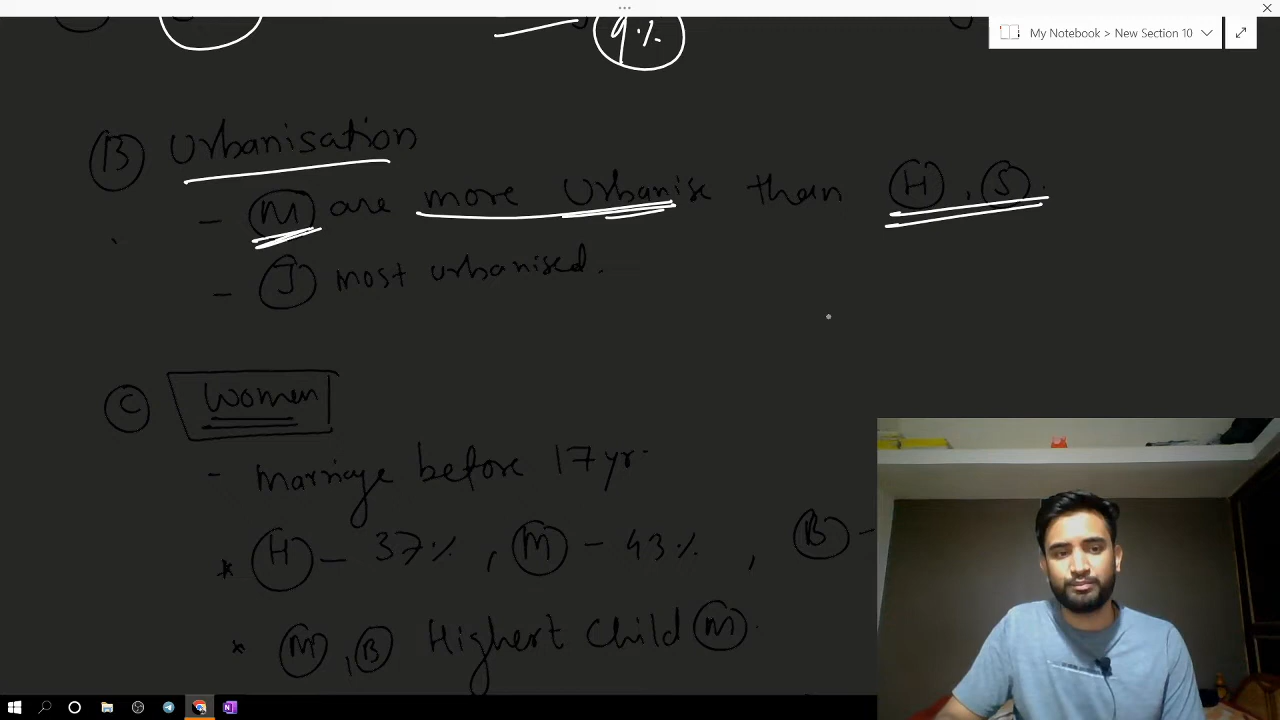 9%
My Notebook > New Section 10
B Urbanisation
- M are more Urbanise than H, S.
- J most urbanised.
C Women
- marriage before 17 yr.
* H - 37%, M - 43%, B -
* M, B Highest Child M.